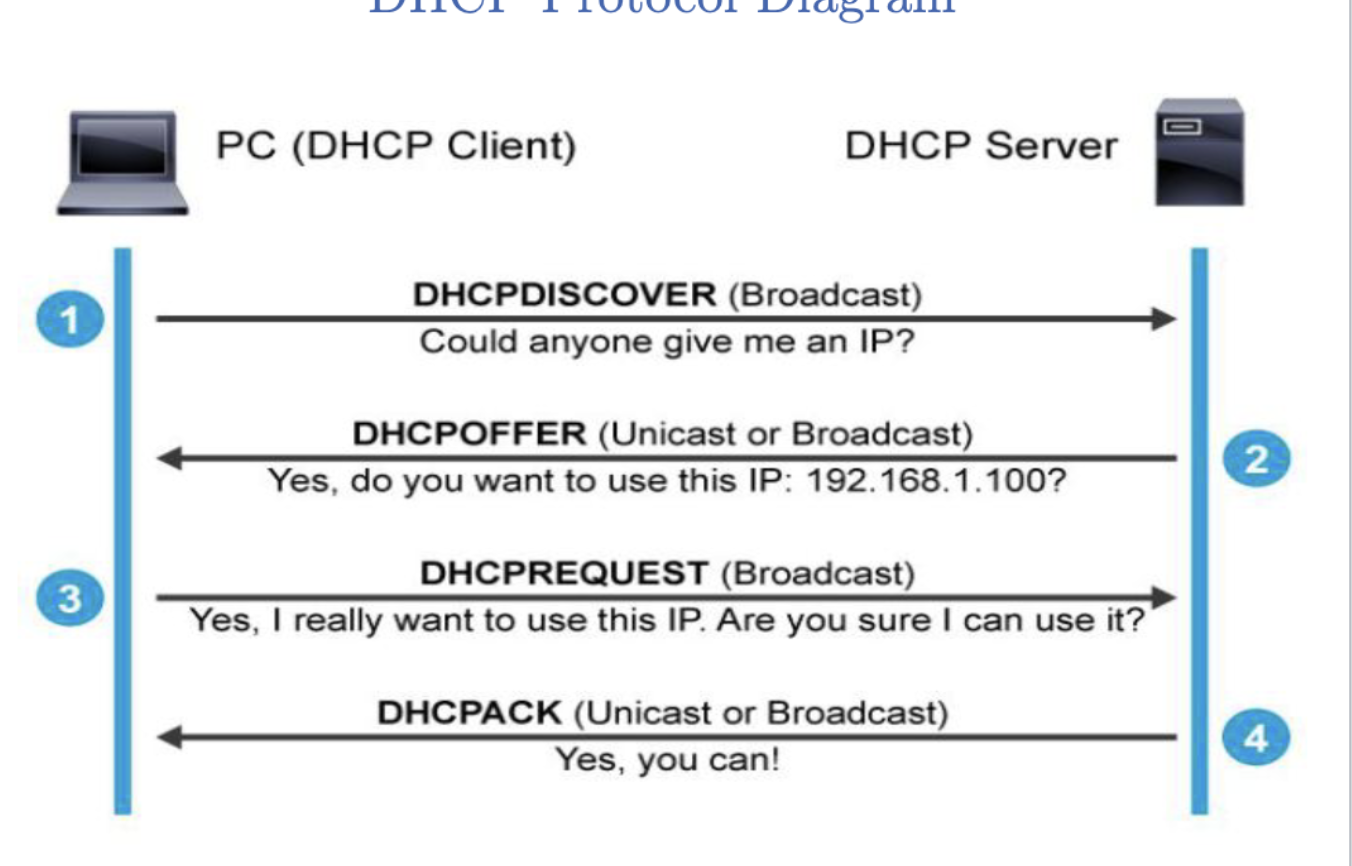 DHCP Protocol Diagram
PC (DHCP Client)
DHCP Server
1
DHCPDISCOVER (Broadcast)
Could anyone give me an IP?
DHCPOFFER (Unicast or Broadcast)
2
Yes, do you want to use this IP: 192.168.1.100?
3
DHCPREQUEST (Broadcast)
Yes, I really want to use this IP. Are you sure I can use it?
DHCPACK (Unicast or Broadcast)
4
Yes, you can!